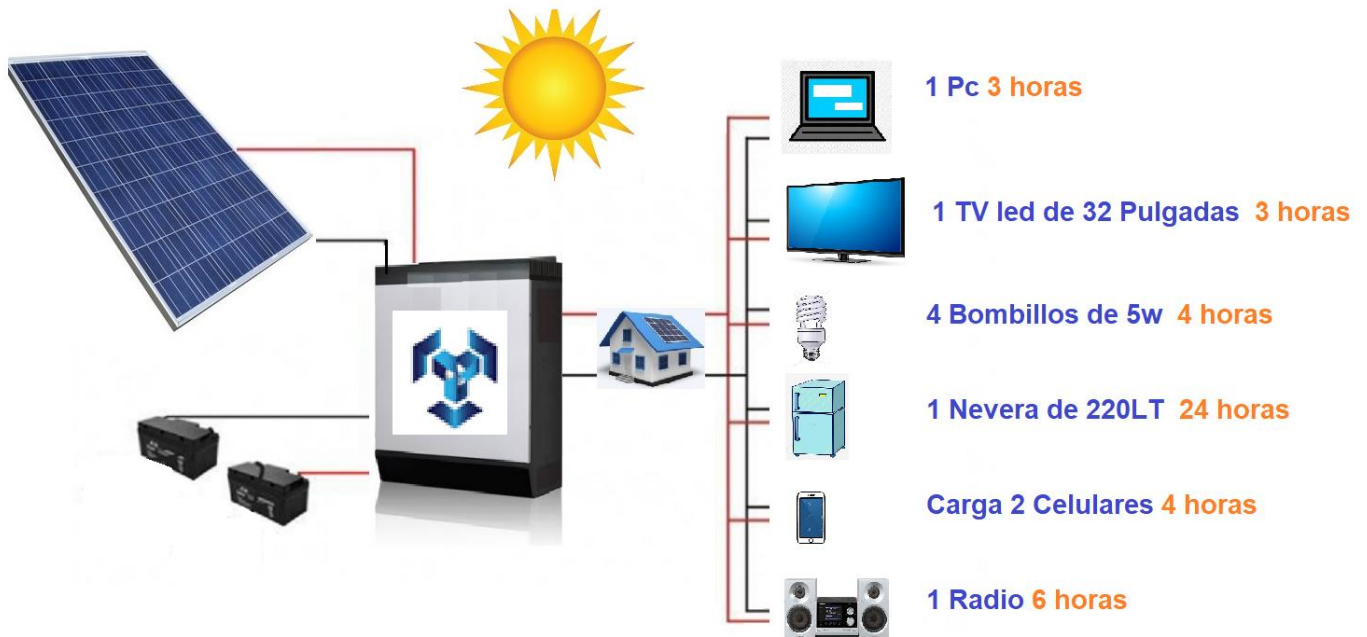 1 Pc 3 horas
1 TV led de 32 Pulgadas 3 horas
4 Bombillos de 5w 4 horas
1 Nevera de 220LT 24 horas
Carga 2 Celulares 4 horas
1 Radio 6 horas